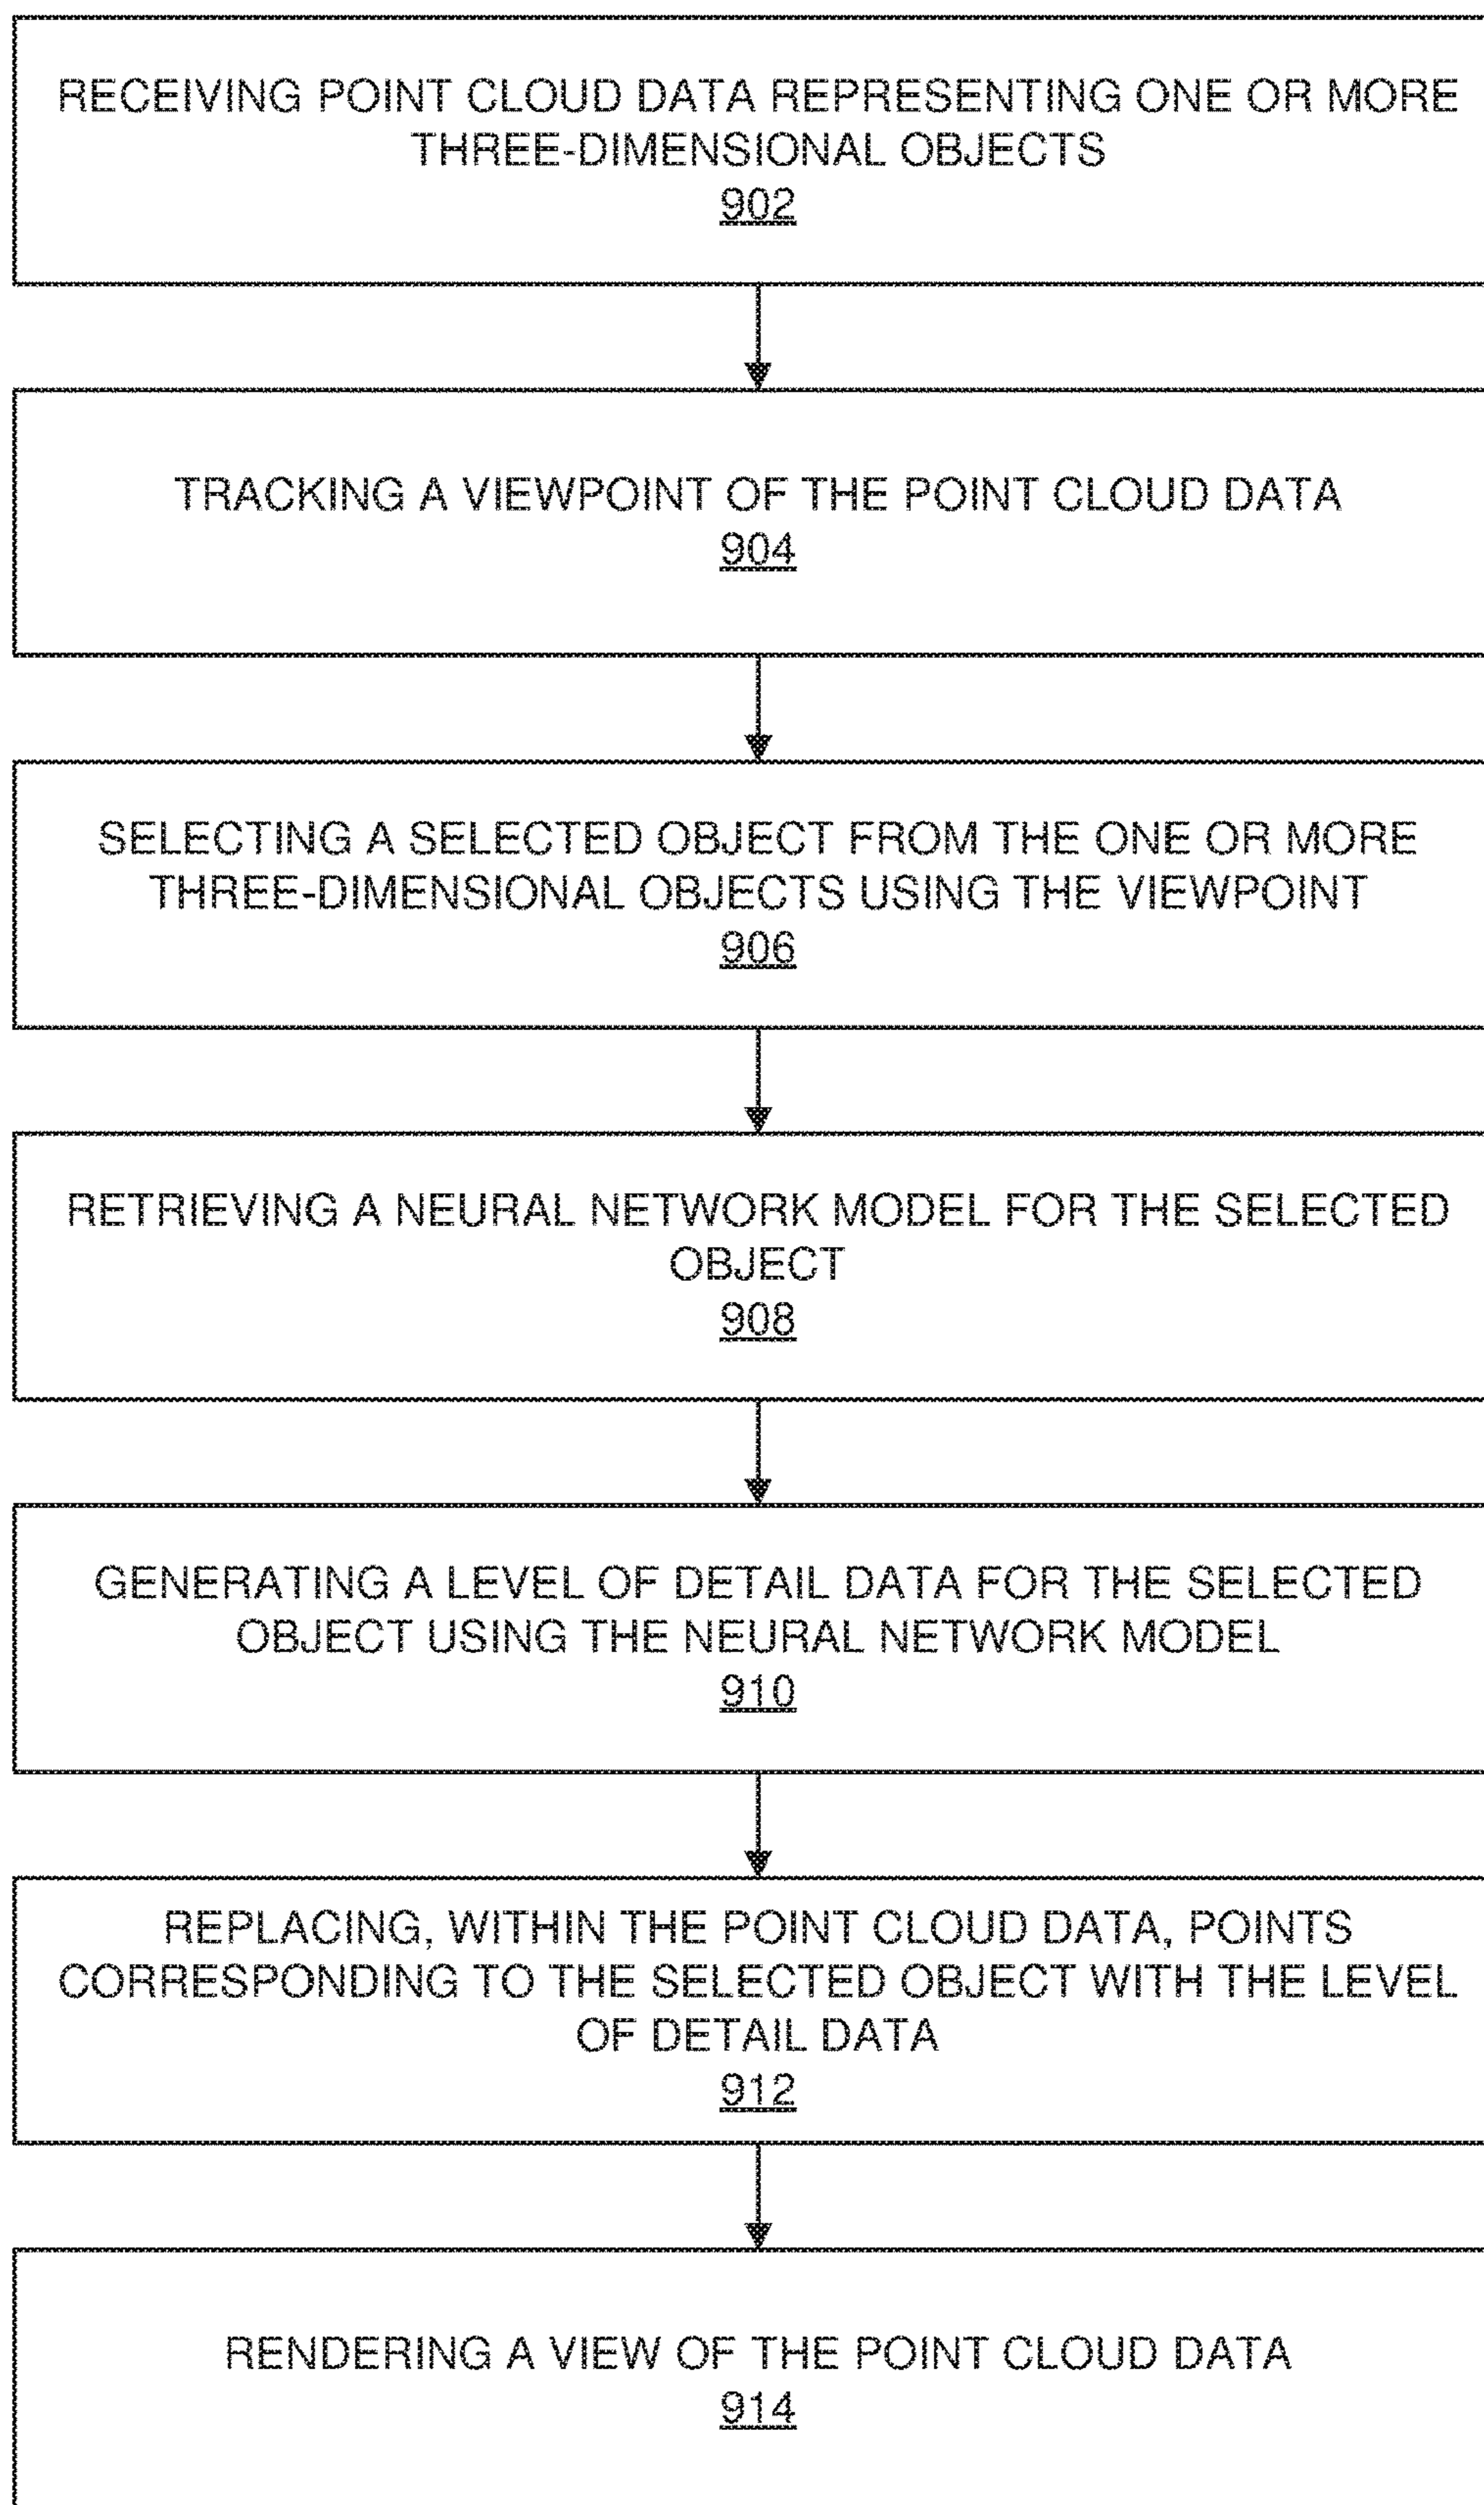 RECEIVING POINT CLOUD DATA REPRESENTING ONE OR MORE
THREE-DIMENSIONAL OBJECTS
902
TRACKING A VIEWPOINT OF THE POINT CLOUD DATA
904
SELECTING A SELECTED OBJECT FROM THE ONE OR MORE
THREE-DIMENSIONAL OBJECTS USING THE VIEWPOINT
906
RETRIEVING A NEURAL NETWORK MODEL FOR THE SELECTED
OBJECT
908
GENERATING A LEVEL OF DETAIL DATA FOR THE SELECTED
OBJECT USING THE NEURAL NETWORK MODEL
910
REPLACING, WITHIN THE POINT CLOUD DATA, POINTS
CORRESPONDING TO THE SELECTED OBJECT WITH THE LEVEL
OF DETAIL DATA
912
RENDERING A VIEW OF THE POINT CLOUD DATA
914